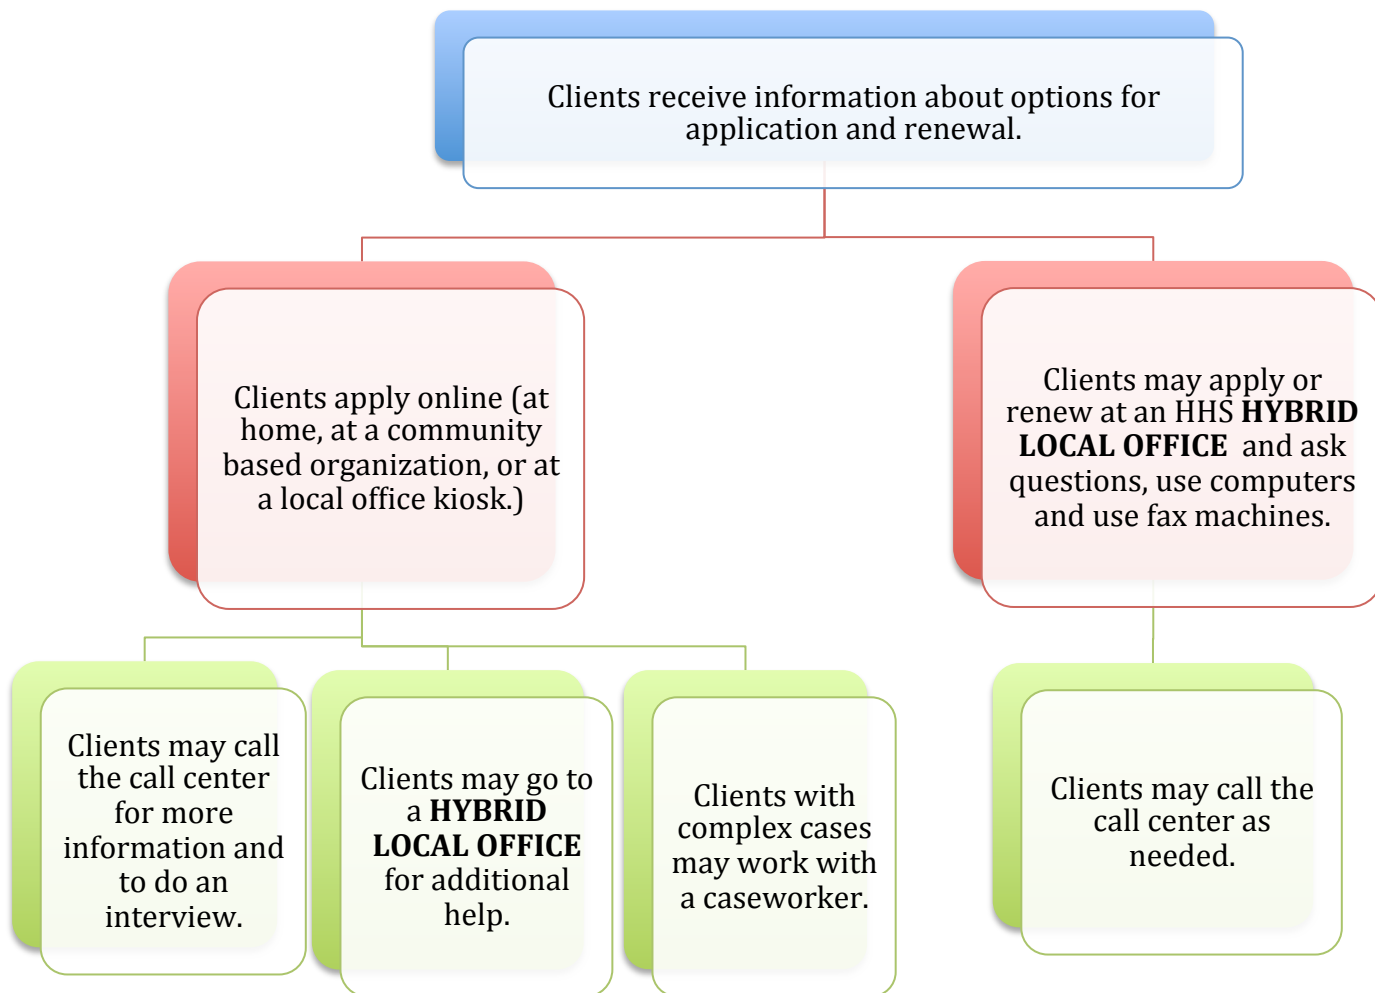 Clients receive information about options for
application and renewal.
Clients apply online (at
home, at a community
based organization, or at
a local office kiosk.)
Clients may apply or
renew at an HHS HYBRID
LOCAL OFFICE and ask
questions, use computers
and use fax machines.
Clients may call
the call center
for more
information and
to do an
interview.
Clients may go to
a HYBRID
LOCAL OFFICE
for additional
help.
Clients with
complex cases
may work with
a caseworker.
Clients may call the
call center as
needed.